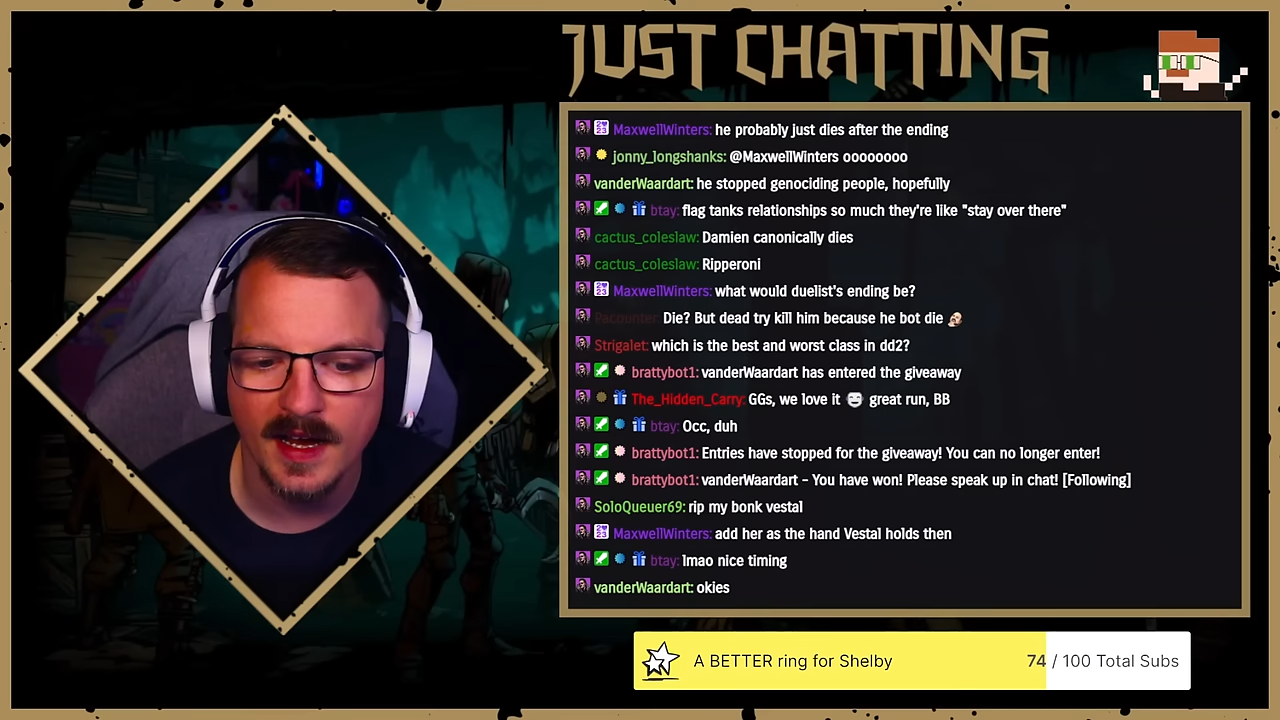 JUST CHATTING
MaxwellWinters: he probably just dies after the ending
jonny_longshanks: @MaxwellWinters oooooooo
vanderWaardart: he stopped genociding people, hopefully
btay: flag tanks relationships so much they're like "stay over there"
cactus_coleslaw: Damien canonically dies
cactus_coleslaw: Ripperoni
MaxwellWinters: what would duelist's ending be?
Pacounter: Die? But dead try kill him because he bot die
Strigalet: which is the best and worst class in dd2?
brattybot1: vanderWaardart has entered the giveaway
The_Hidden_Carry: GGs, we love it great run, BB
btay: Occ, duh
brattybot1: Entries have stopped for the giveaway! You can no longer enter!
brattybot1: vanderWaardart - You have won! Please speak up in chat! [Following]
SoloQueuer69: rip my bonk vestal
MaxwellWinters: add her as the hand Vestal holds then
btay: lmao nice timing
vanderWaardart: okies
A BETTER ring for Shelby 74 / 100 Total Subs